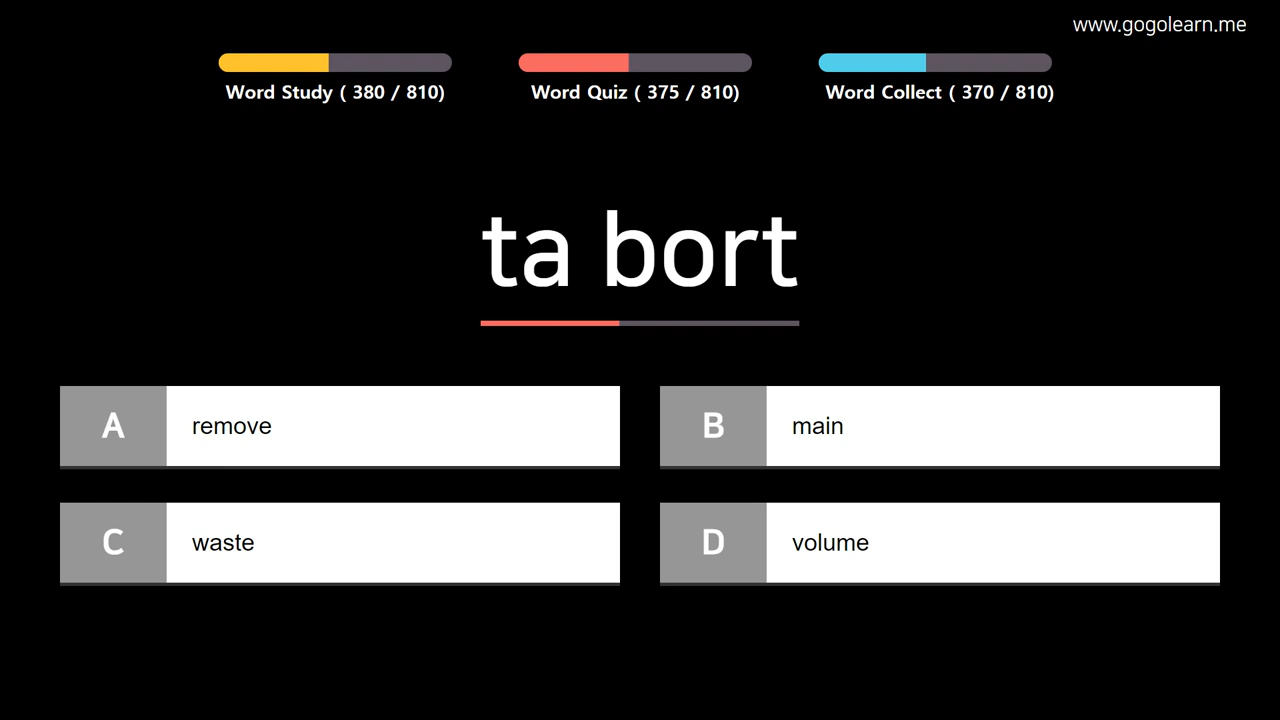 www.gogolearn.me
Word Study ( 380 / 810)
Word Quiz ( 375 / 810)
Word Collect ( 370 / 810)
ta bort
A remove
B main
C waste
D volume